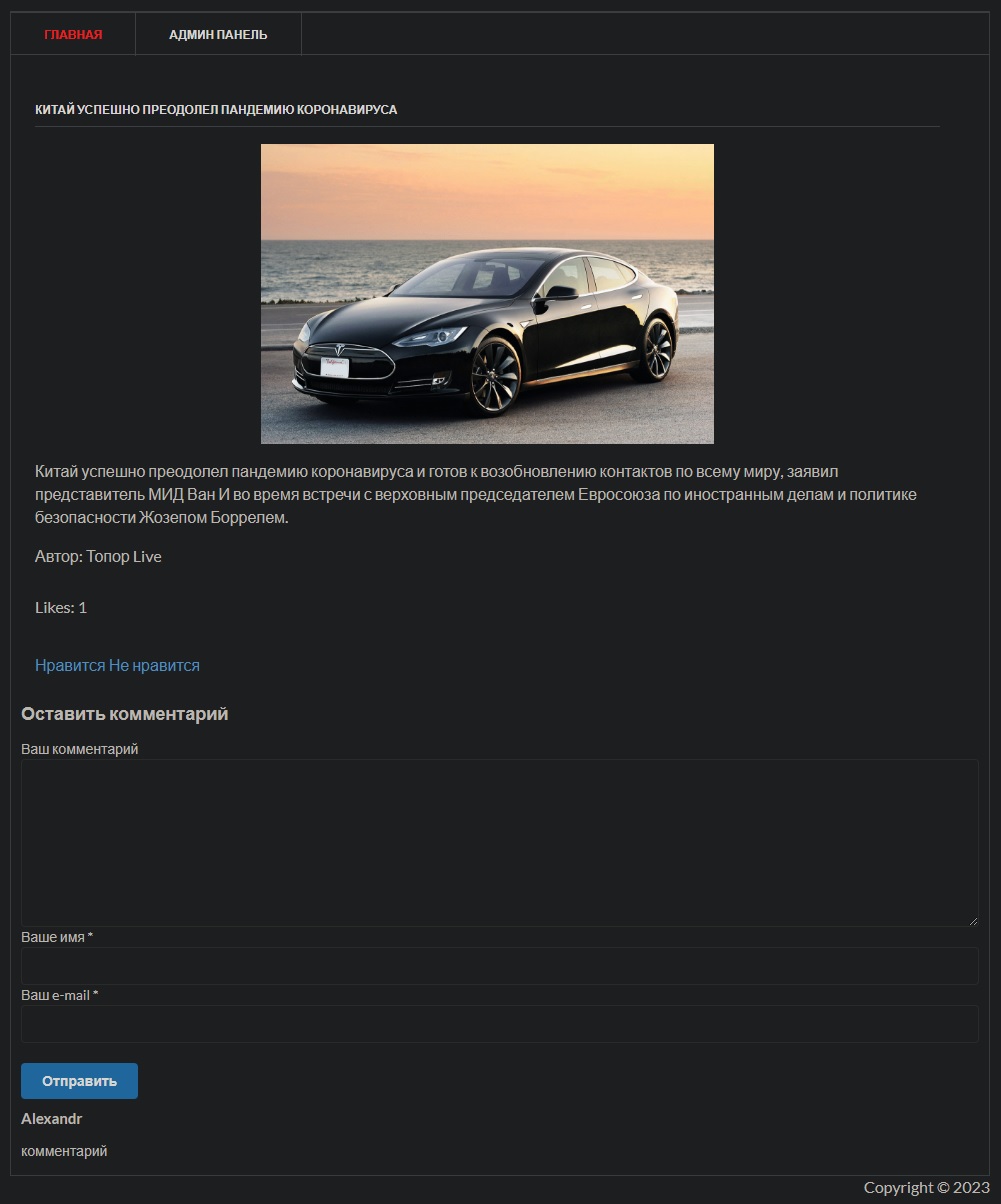 ГЛАВНАЯ
АДМИН ПАНЕЛЬ
КИТАЙ УСПЕШНО ПРЕОДОЛЕЛ ПАНДЕМИЮ КОРОНАВИРУСА
Китай успешно преодолел пандемию коронавируса и готов к возобновлению контактов по всему миру, заявил
представитель МИД Ван И во время встречи с верховным председателем Евросоюза по иностранным делам и политике
безопасности Жозепом Боррелем.
Автор: Топор Live
Likes: 1
Нравится Не нравится
Оставить комментарий
Ваш комментарий
Ваше имя *
Ваш e-mail *
Отправить
Alexandr
комментарий
Copyright © 2023